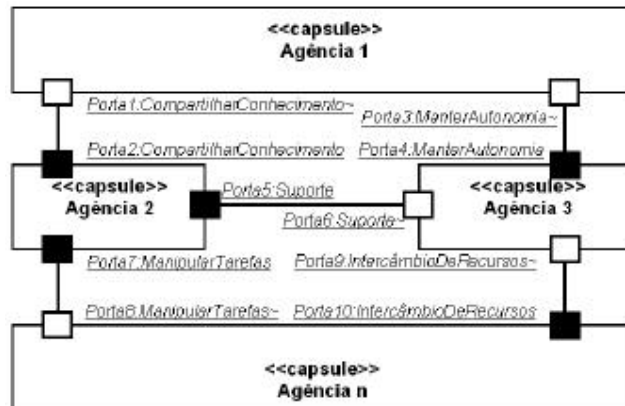 <<capsule>>
Agência 1
Porta1:CompartilharConhecimento~
Porta3:ManterAutonomia~
Porta2:CompartilharConhecimento
Porta4:ManterAutonomia
<<capsule>>
Agência 2
Porta5:Suporte
Porta6:Suporte~
<<capsule>>
Agência 3
Porta7:ManipularTarefas
Porta9:IntercâmbioDeRecursos~
Porta8:ManipularTarefas~
Porta10:IntercâmbioDeRecursos
<<capsule>>
Agência n